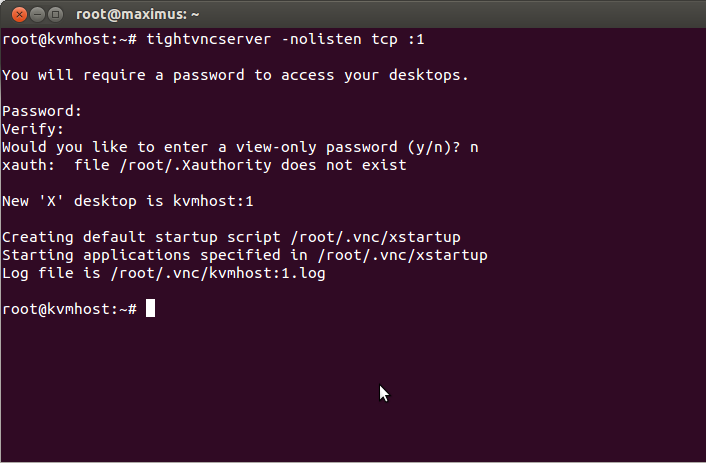 root@maximus: ~
root@kvmhost:~# tightvncserver -nolisten tcp :1
You will require a password to access your desktops.
Password:
Verify:
Would you like to enter a view-only password (y/n)? n
xauth:  file /root/.Xauthority does not exist
New 'X' desktop is kvmhost:1
Creating default startup script /root/.vnc/xstartup
Starting applications specified in /root/.vnc/xstartup
Log file is /root/.vnc/kvmhost:1.log
root@kvmhost:~#